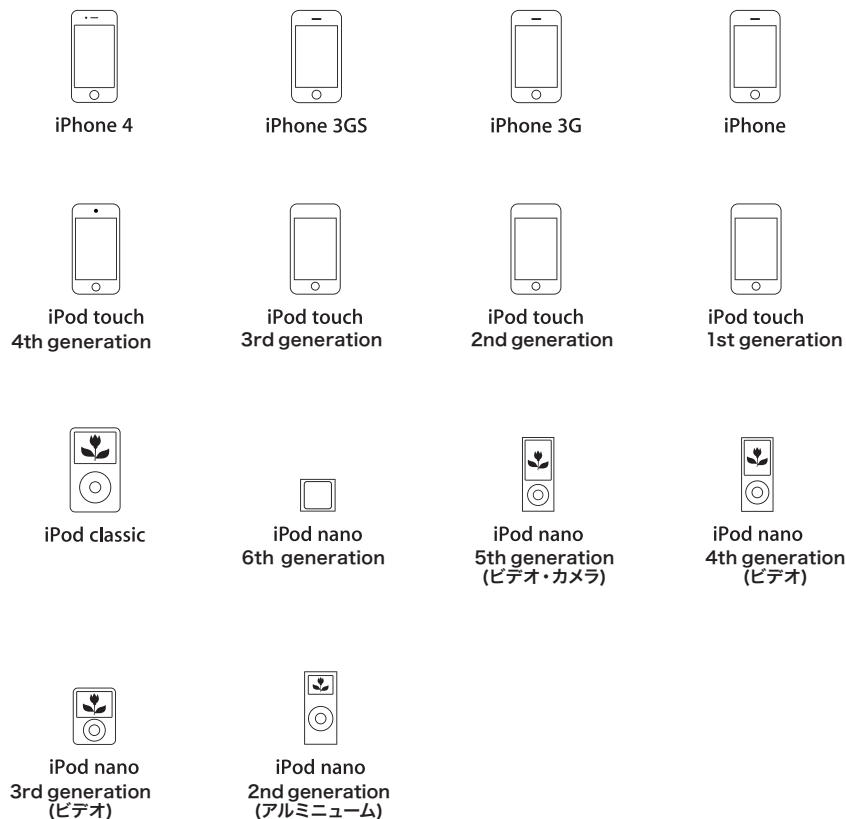 iPhone 4
iPhone 3GS
iPhone 3G
iPhone
iPod touch
4th generation
iPod touch
3rd generation
iPod touch
2nd generation
iPod touch
1st generation
iPod classic
iPod nano
6th generation
iPod nano
5th generation
(ビデオ・カメラ)
iPod nano
4th generation
(ビデオ)
iPod nano
3rd generation
(ビデオ)
iPod nano
2nd generation
(アルミニューム)